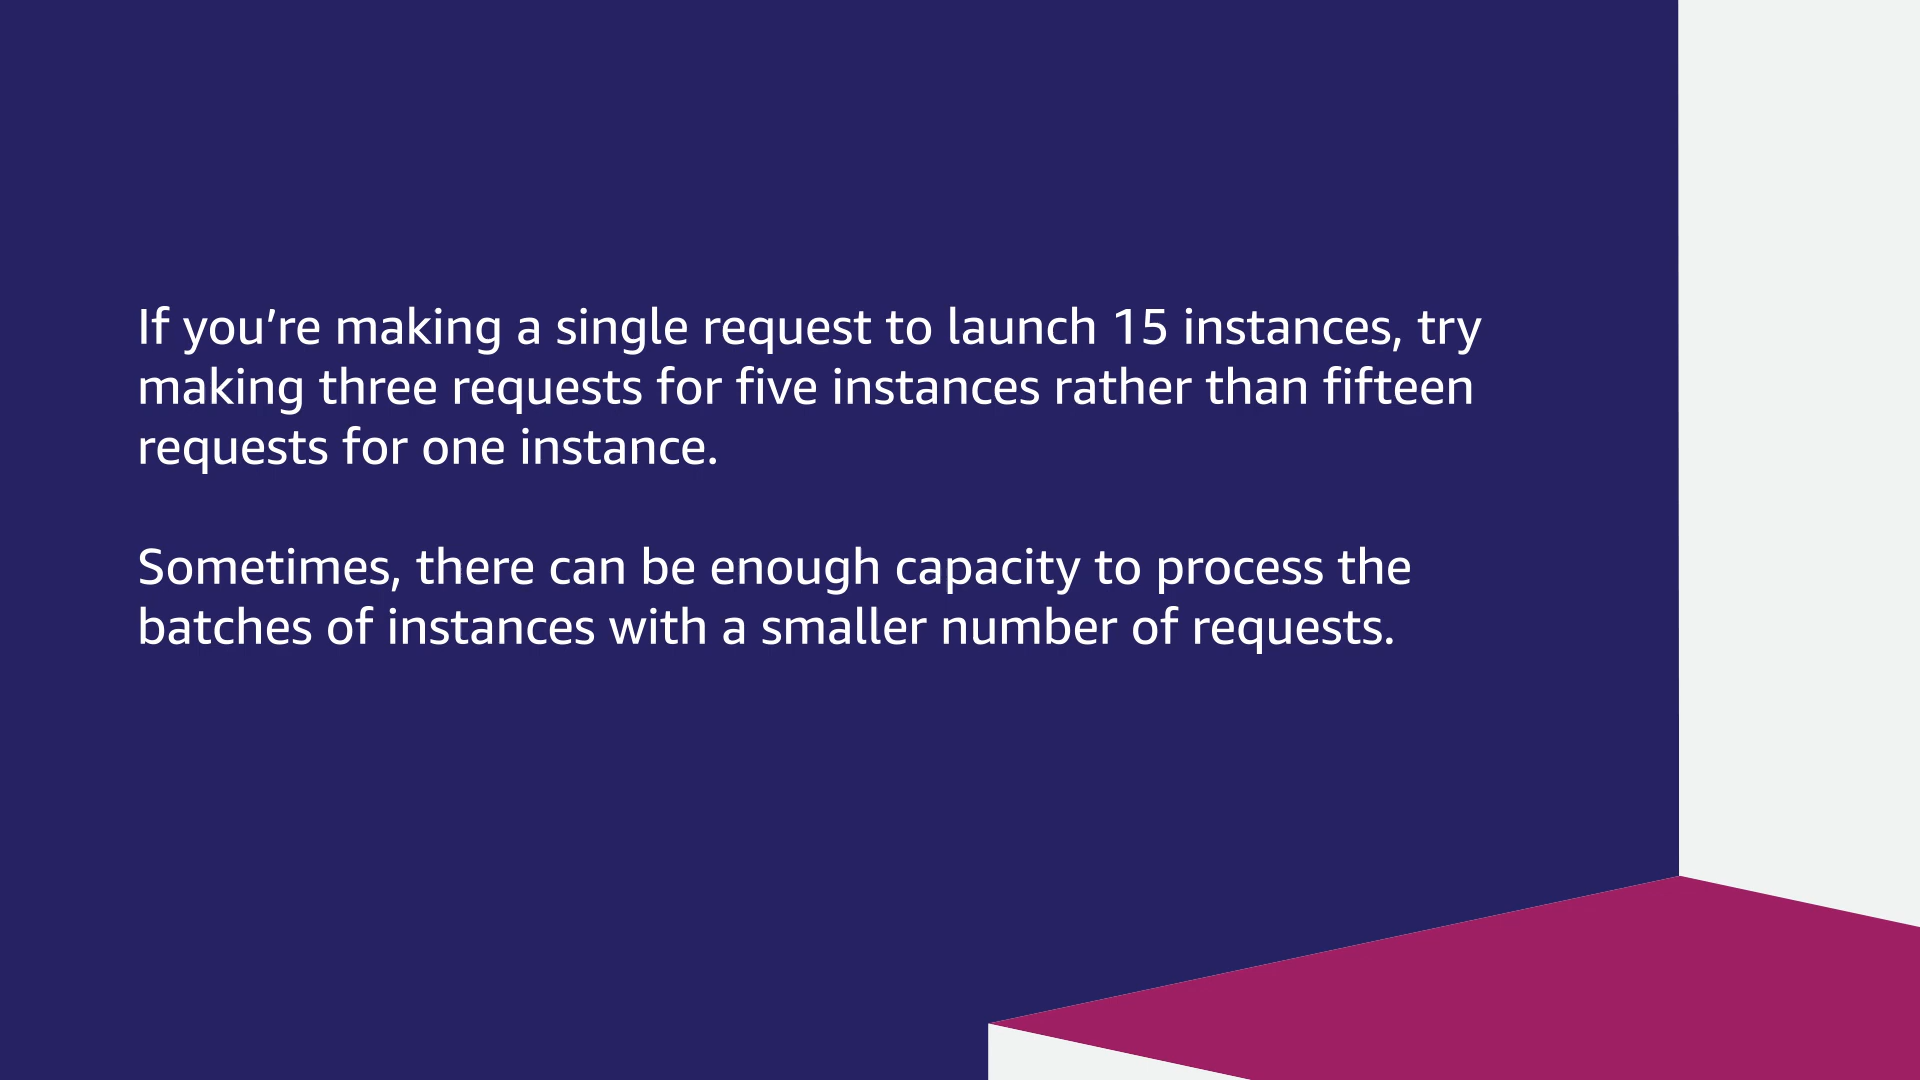 If you’re making a single request to launch 15 instances, try
making three requests for five instances rather than fifteen
requests for one instance.
Sometimes, there can be enough capacity to process the
batches of instances with a smaller number of requests.